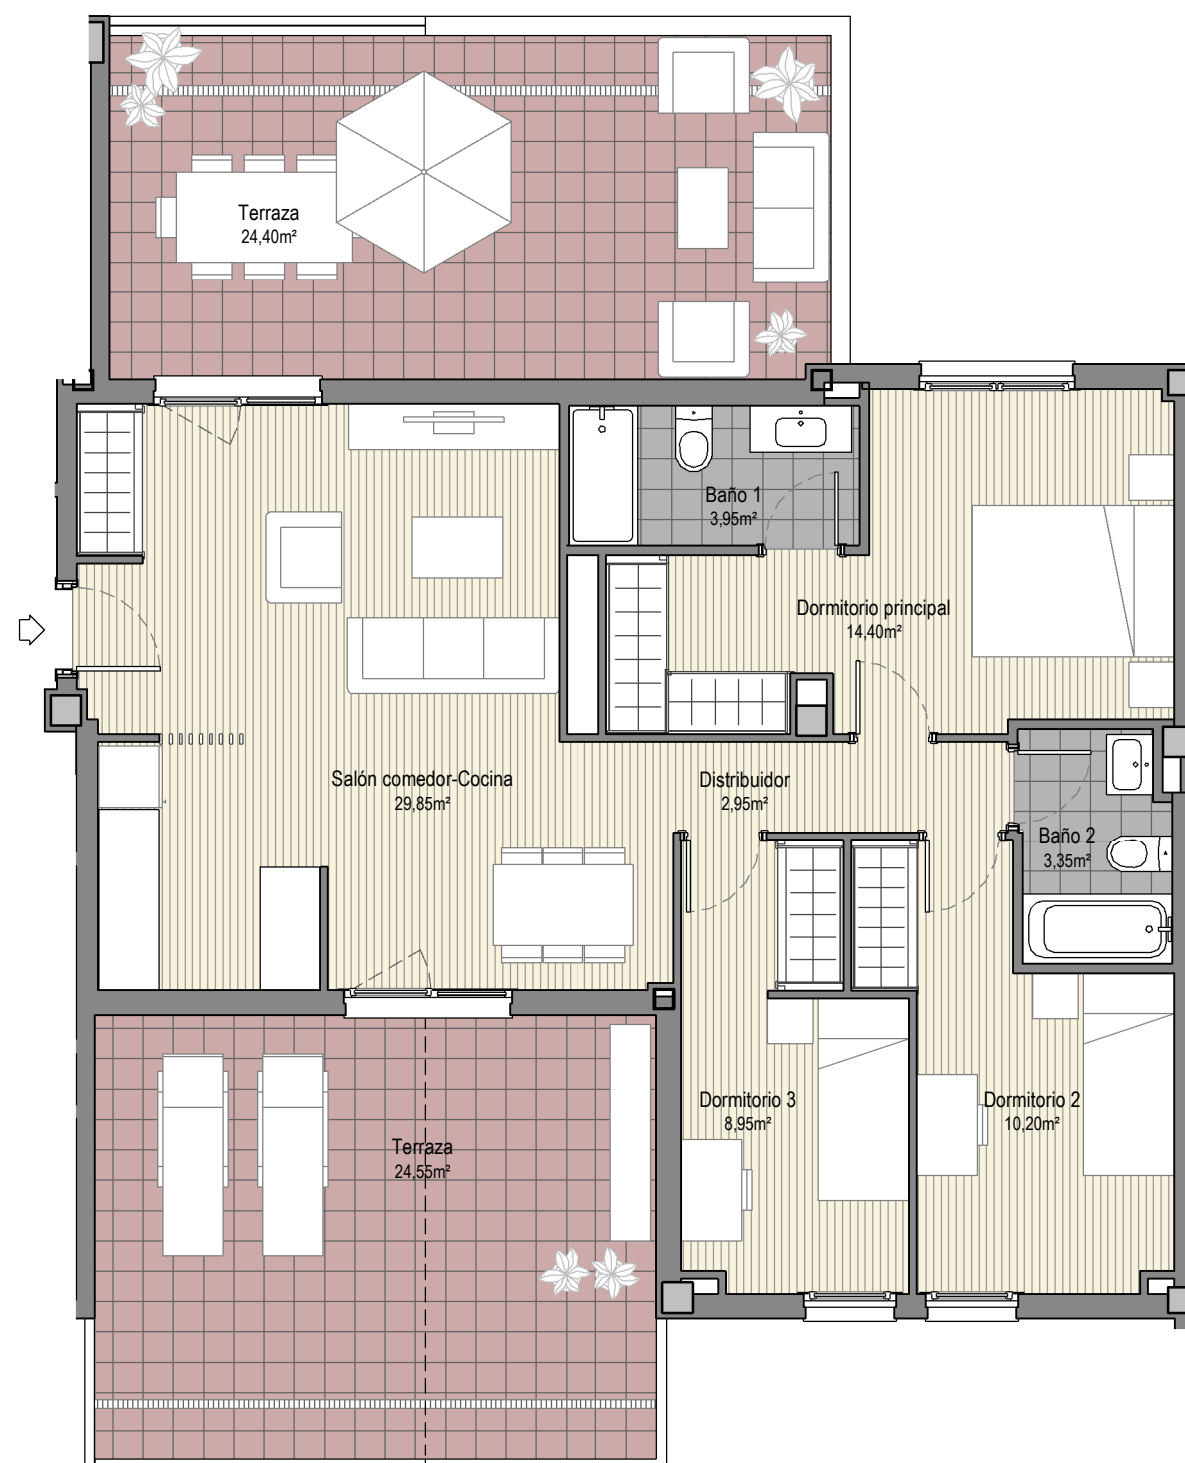 Terraza
24,40m²
Baño 1
3,95m²
Dormitorio principal
14,40m²
Salón comedor-Cocina
29,85m²
Distribuidor
2,95m²
Baño 2
3,35m²
Dormitorio 3
8,95m²
Dormitorio 2
10,20m²
Terraza
24,55m²